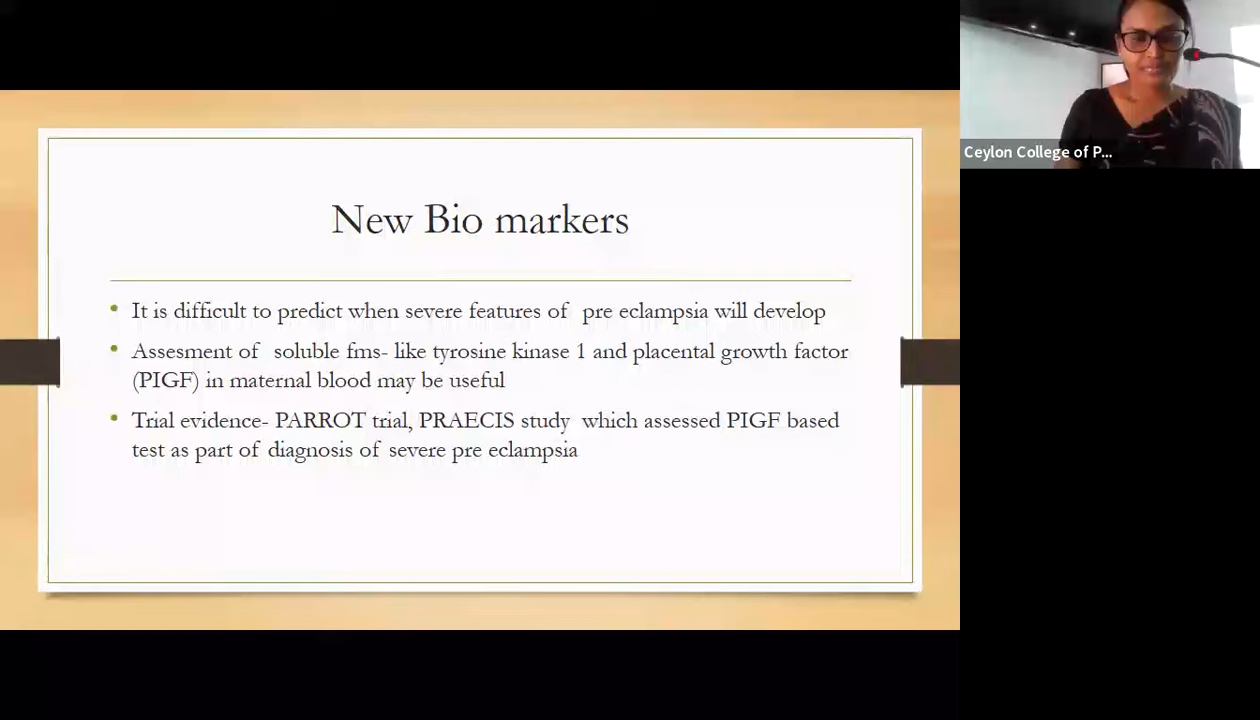 New Bio markers
It is difficult to predict when severe features of pre eclampsia will develop
Assesment of soluble fms- like tyrosine kinase 1 and placental growth factor
(PIGF) in maternal blood may be useful
Trial evidence- PARROT trial, PRAECIS study which assessed PIGF based
test as part of diagnosis of severe pre eclampsia
Ceylon College of P...